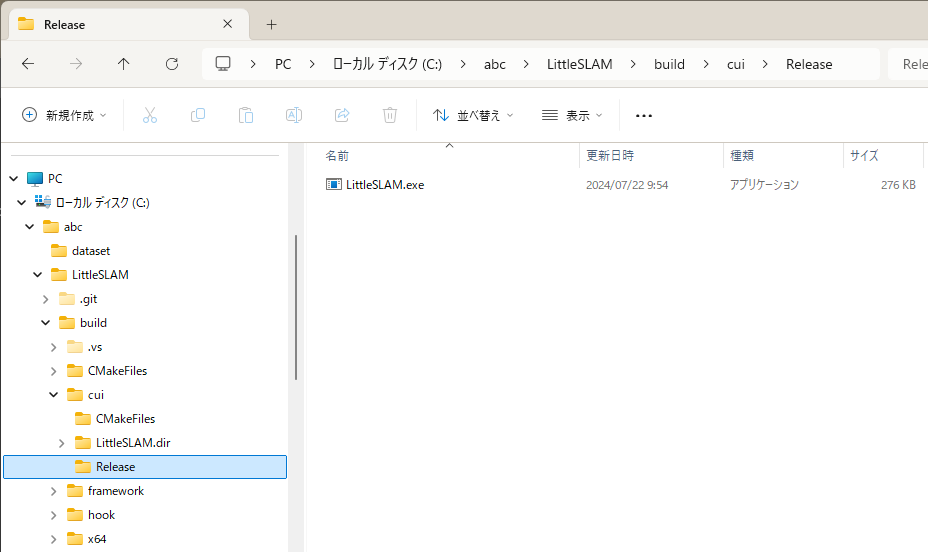 Release
PC
ローカル ディスク (C:)
abc
LittleSLAM
build
cui
Release
Rele
新規作成
並べ替え
表示
名前
更新日時
種類
サイズ
LittleSLAM.exe
2024/07/22 9:54
アプリケーション
276 KB
PC
ローカル ディスク (C:)
abc
dataset
LittleSLAM
.git
build
.vs
CMakeFiles
cui
CMakeFiles
LittleSLAM.dir
Release
framework
hook
x64